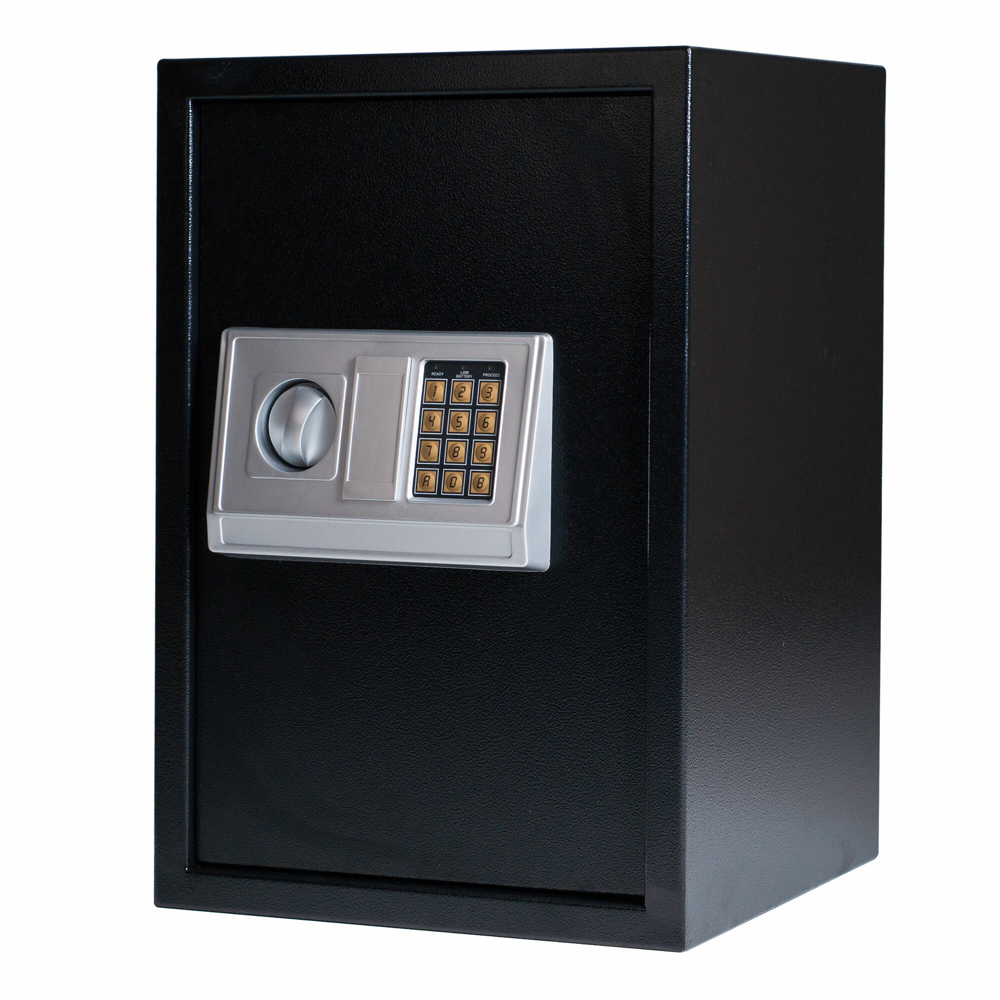 READY LOW BATTERY PROCEED
1 2 3
4 5 6
7 8 9
A 0 B